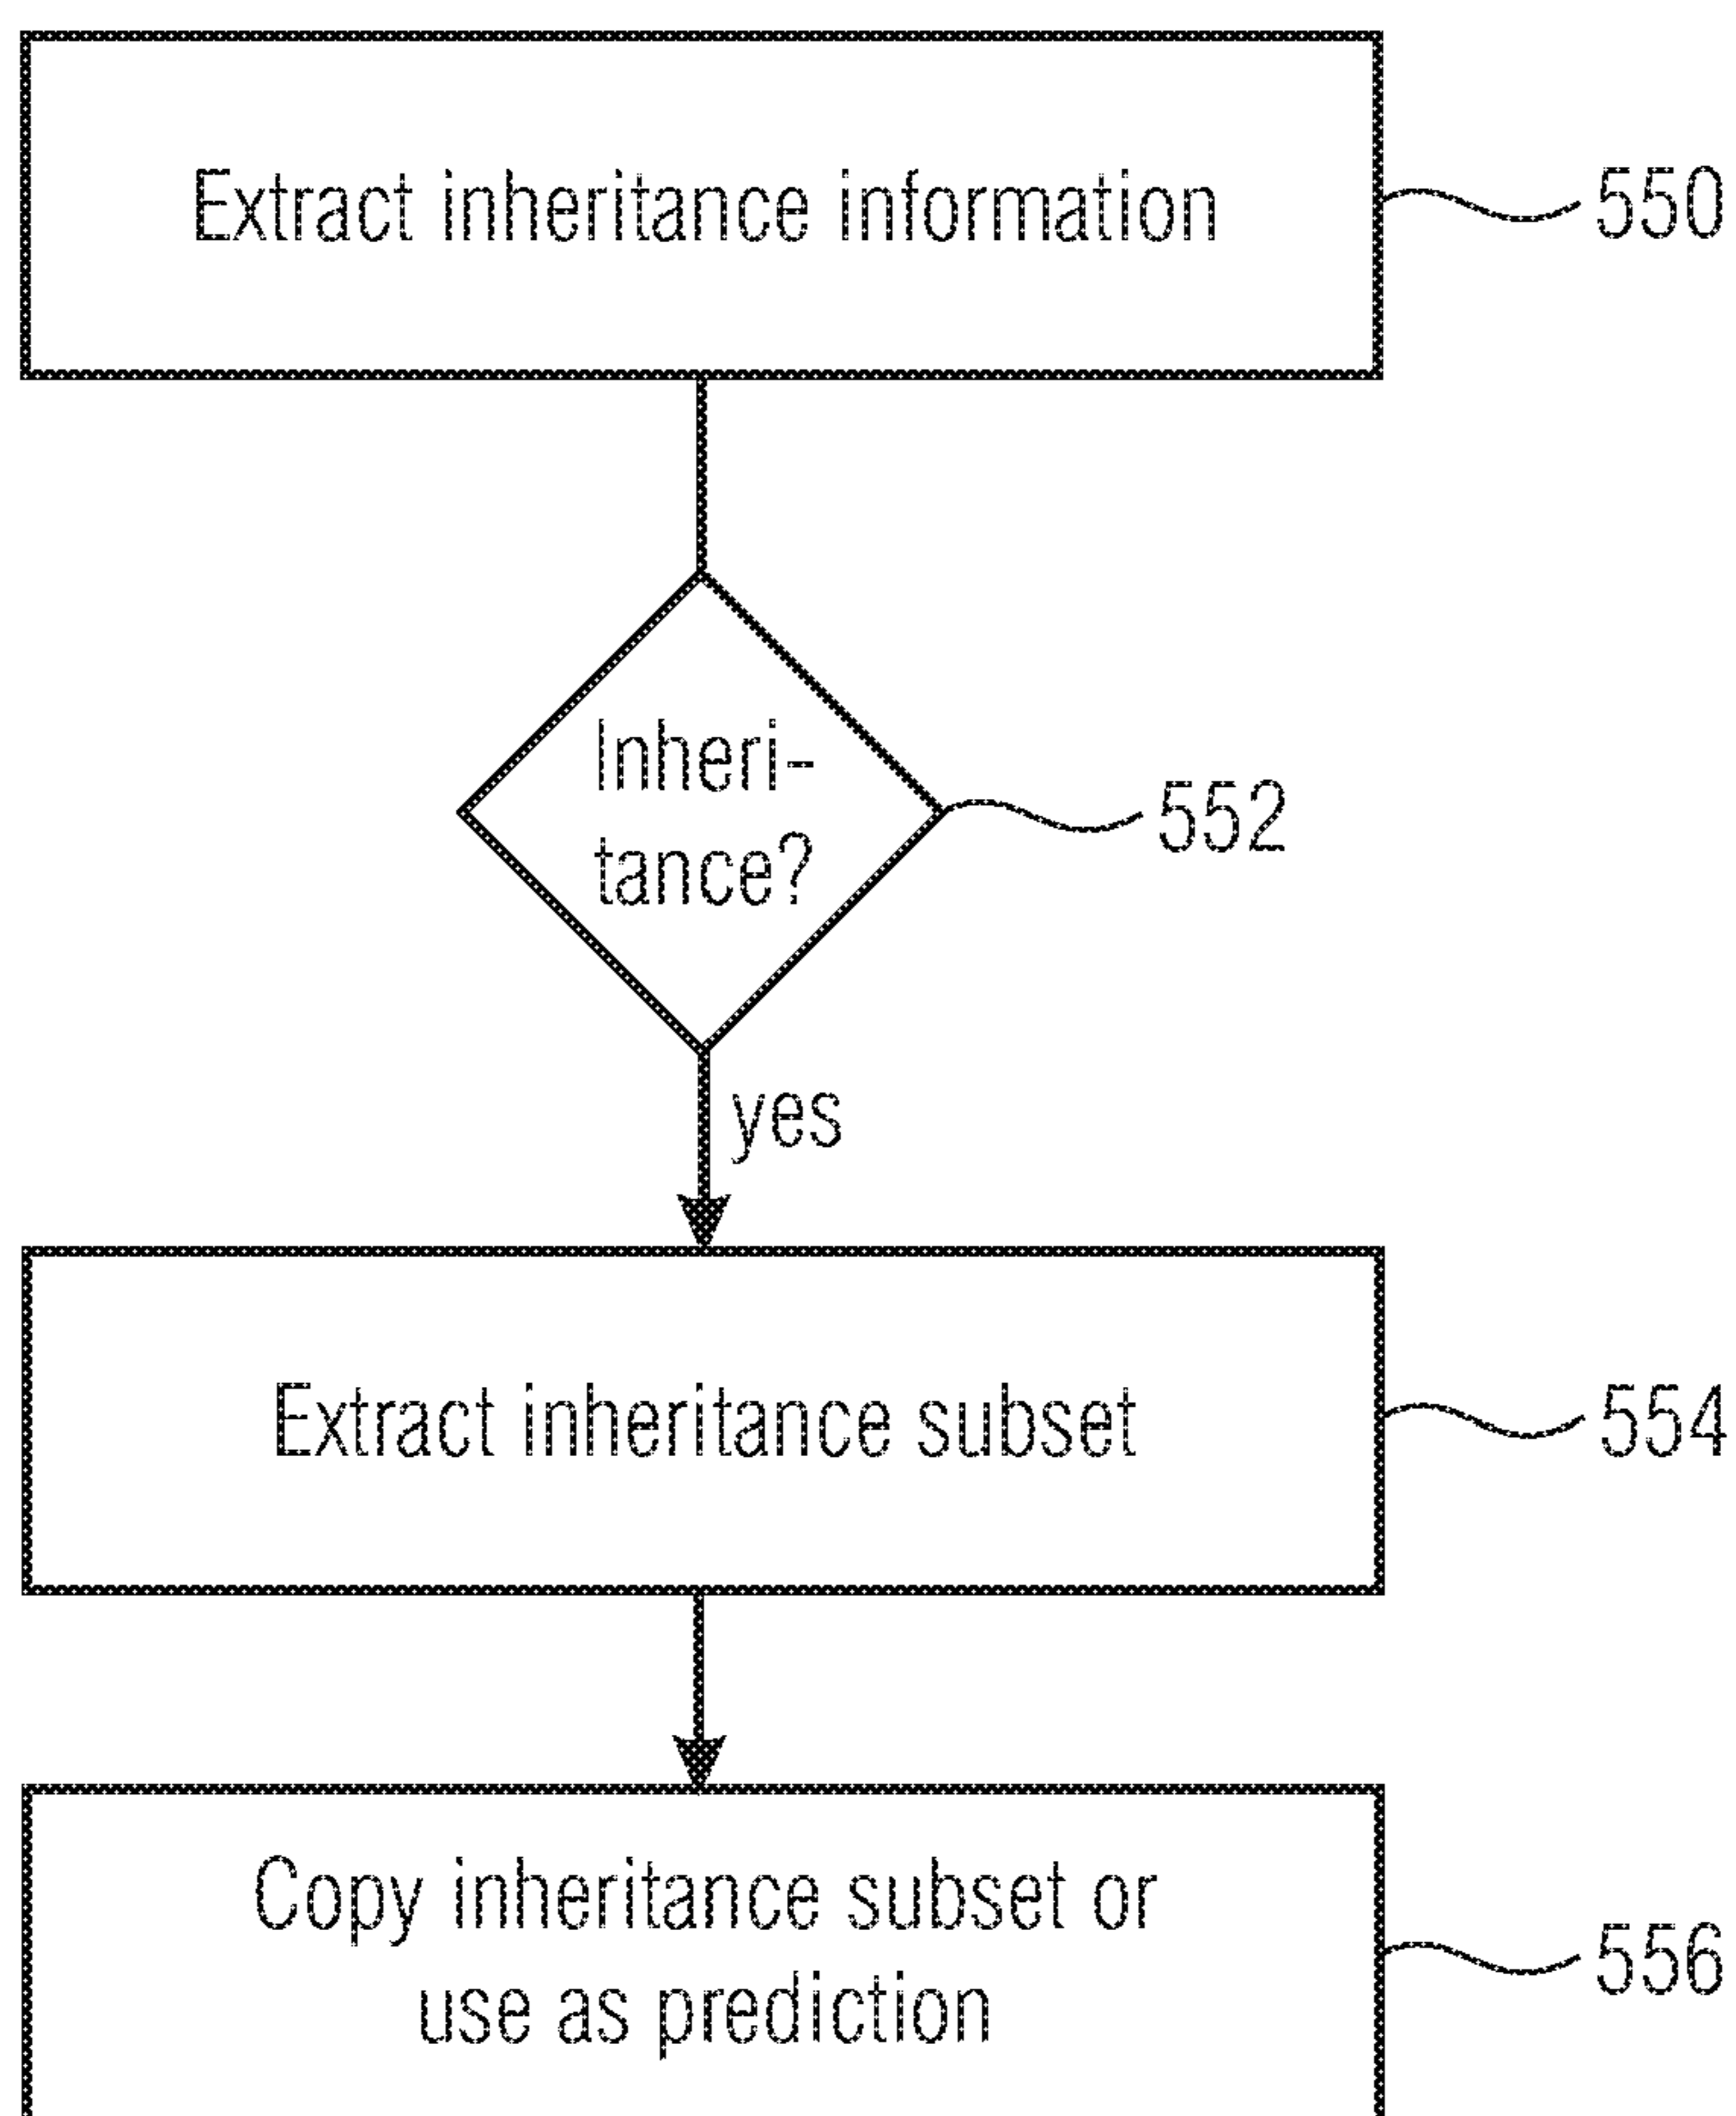 Extract inheritance information
550
Inheri-
tance?
552
yes
Extract inheritance subset
554
Copy inheritance subset or
use as prediction
556